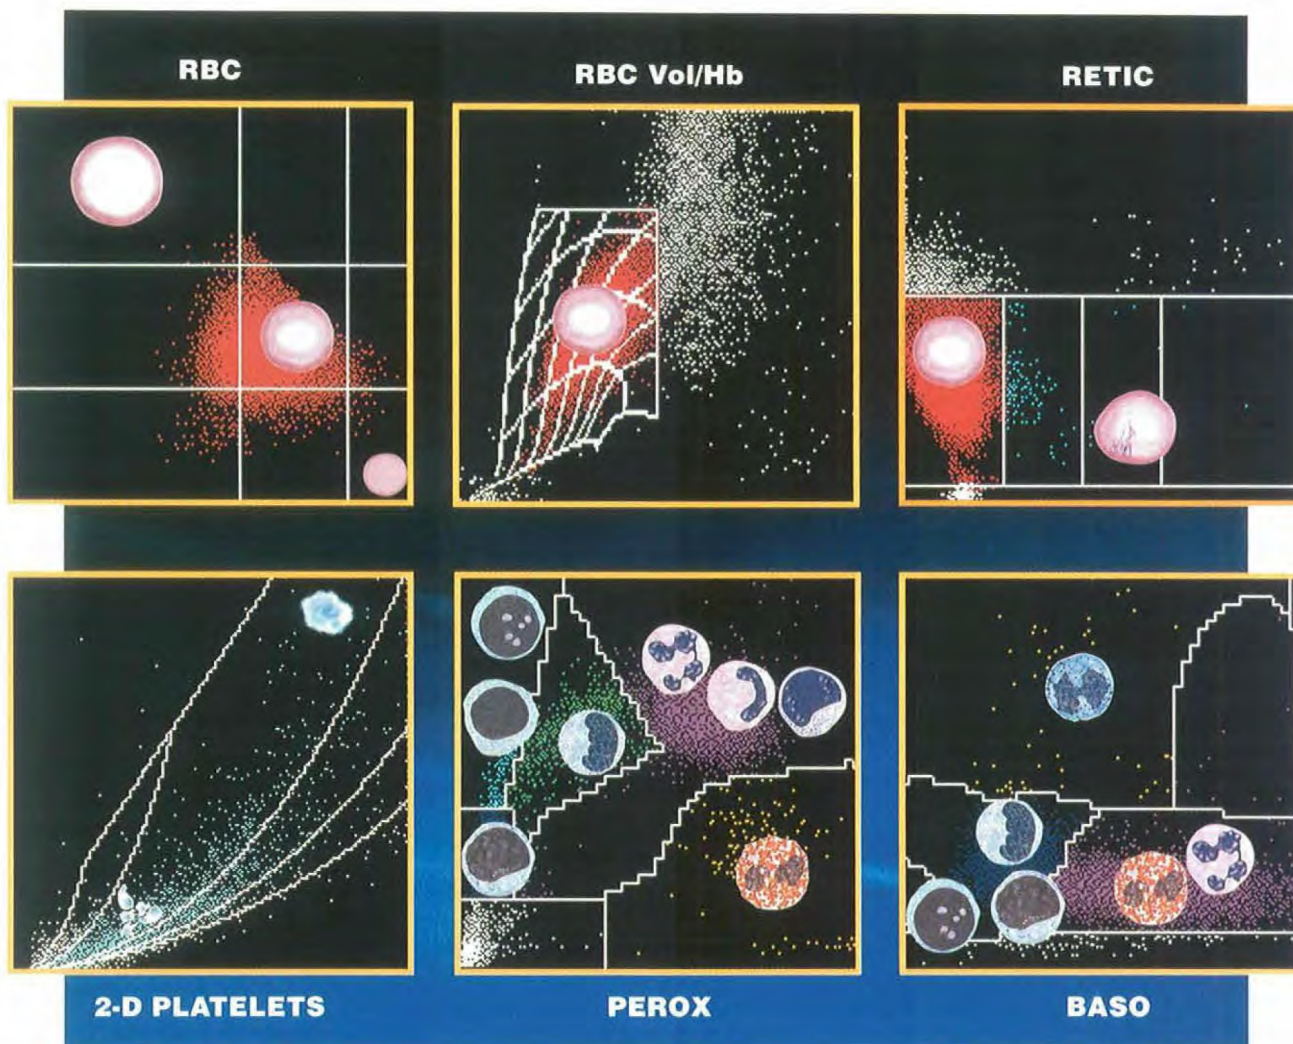 RBC
RBC Vol/Hb
RETIC
2-D PLATELETS
PEROX
BASO